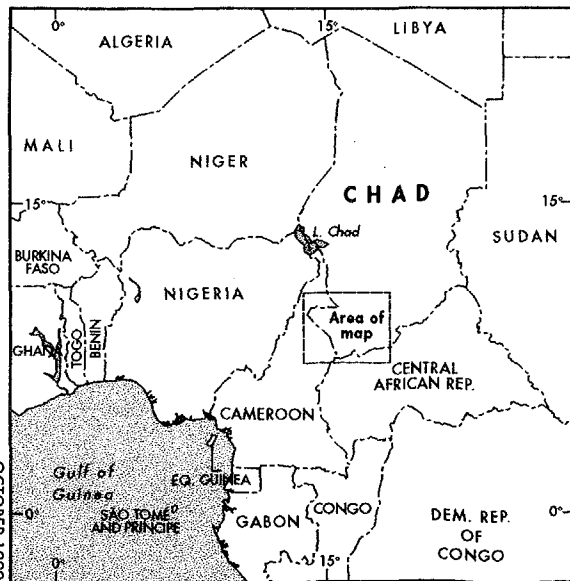 0°
15°
ALGERIA
LIBYA
MALI
NIGER
CHAD
15°
15°
L. Chad
SUDAN
BURKINA
FASO
NIGERIA
Area of
map
GHANA
TOGO
BENIN
CENTRAL
AFRICAN REP.
CAMEROON
Gulf of
Guinea
EQ. GUINEA
SAO TOMÉ
AND PRINCIPE
CONGO
0°
0°
GABON
DEM. REP.
OF
CONGO
0°
15°